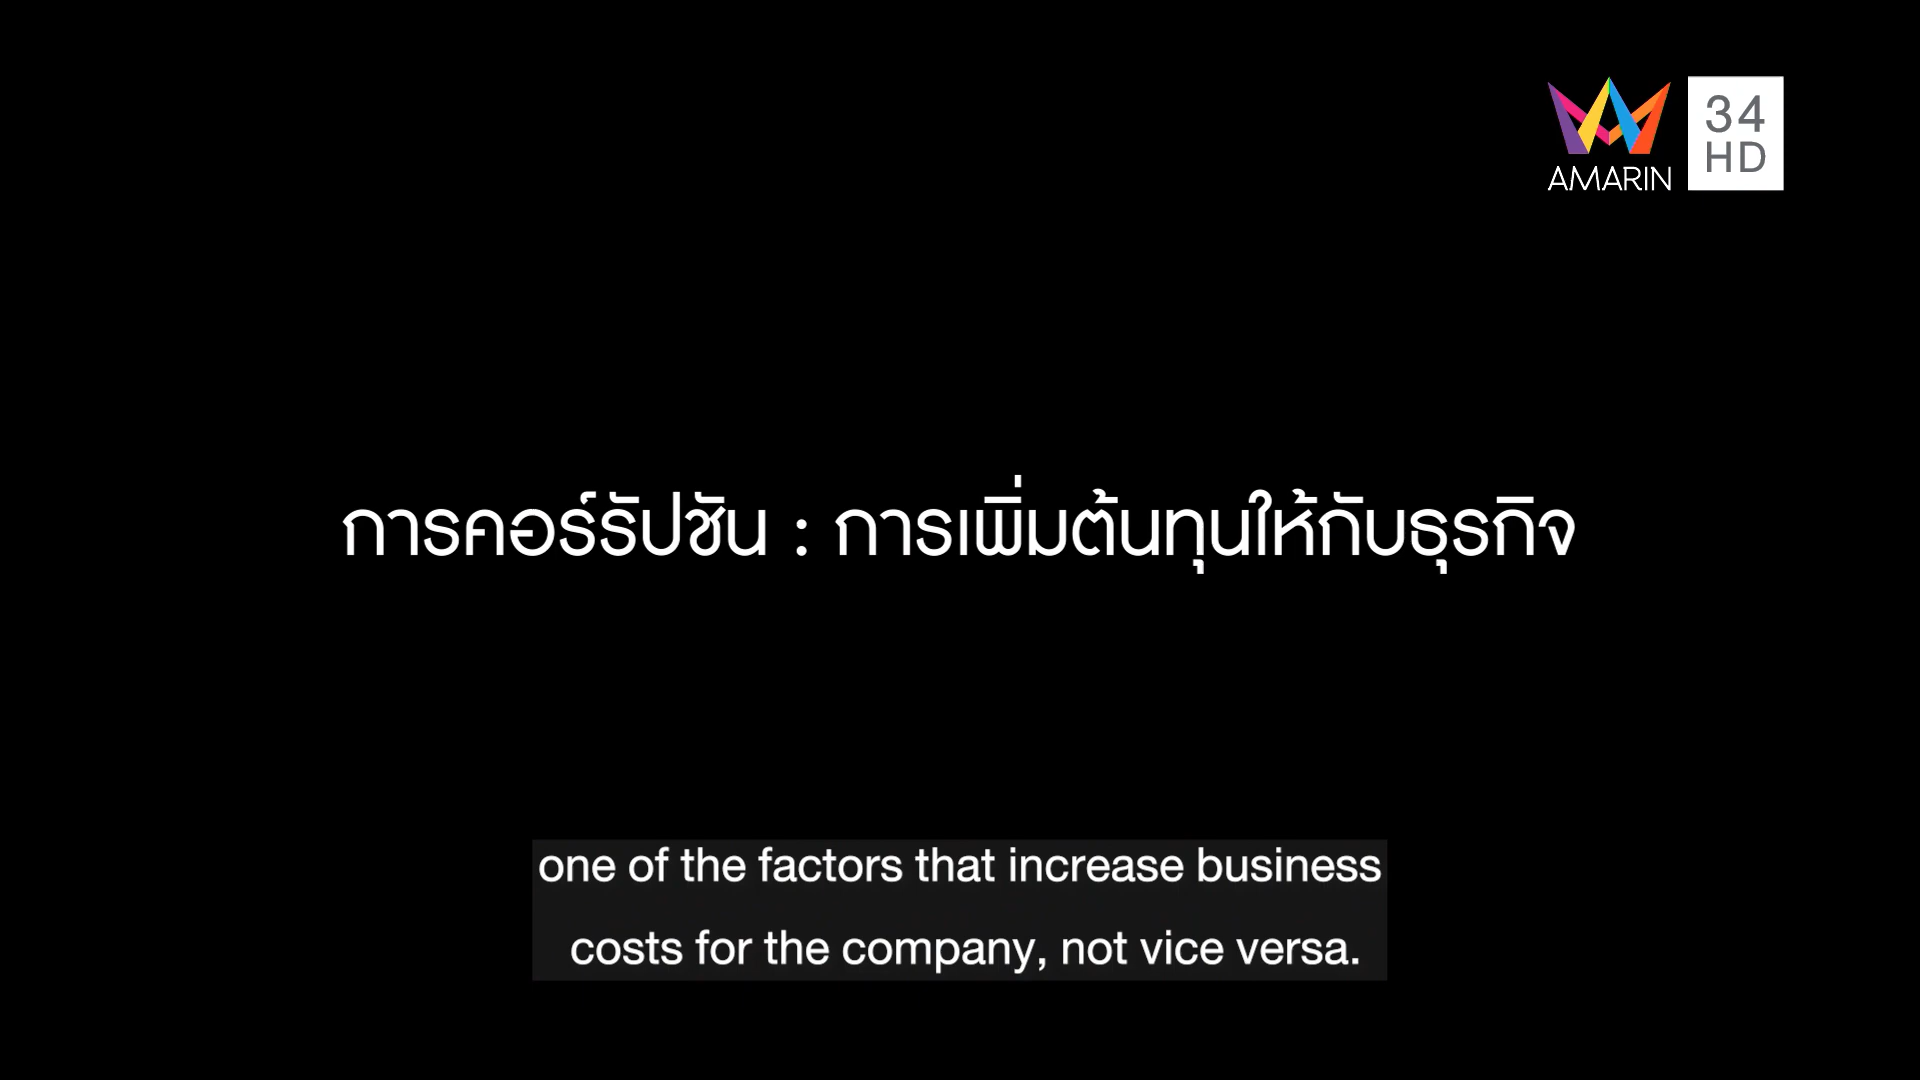 AMARIN
34
HD
การคอร์รัปชัน : การเพิ่มต้นทุนให้กับธุรกิจ
one of the factors that increase business
costs for the company, not vice versa.